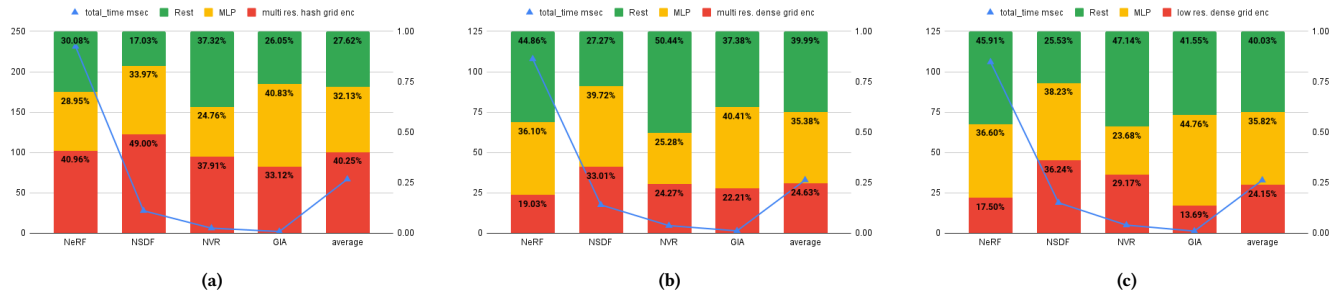 total_time msec Rest MLP multi res. hash grid enc
250
200
150
100
50
0
1.00
0.75
0.50
0.25
0.00
30.08% 17.03% 37.32% 26.05% 27.62%
28.95% 33.97% 24.76% 40.83% 32.13%
40.96% 49.00% 37.91% 33.12% 40.25%
NeRF NSDF NVR GIA average
(a)
total_time msec Rest MLP multi res. dense grid enc
125
100
75
50
25
0
1.00
0.75
0.50
0.25
0.00
44.86% 27.27% 50.44% 37.38% 39.99%
36.10% 39.72% 25.28% 40.41% 35.38%
19.03% 33.01% 24.27% 22.21% 24.63%
NeRF NSDF NVR GIA average
(b)
total_time msec Rest MLP low res. dense grid enc
125
100
75
50
25
0
1.00
0.75
0.50
0.25
0.00
45.91% 25.53% 47.14% 41.55% 40.03%
36.60% 38.23% 23.68% 44.76% 35.82%
17.50% 36.24% 29.17% 13.69% 24.15%
NeRF NSDF NVR GIA average
(c)